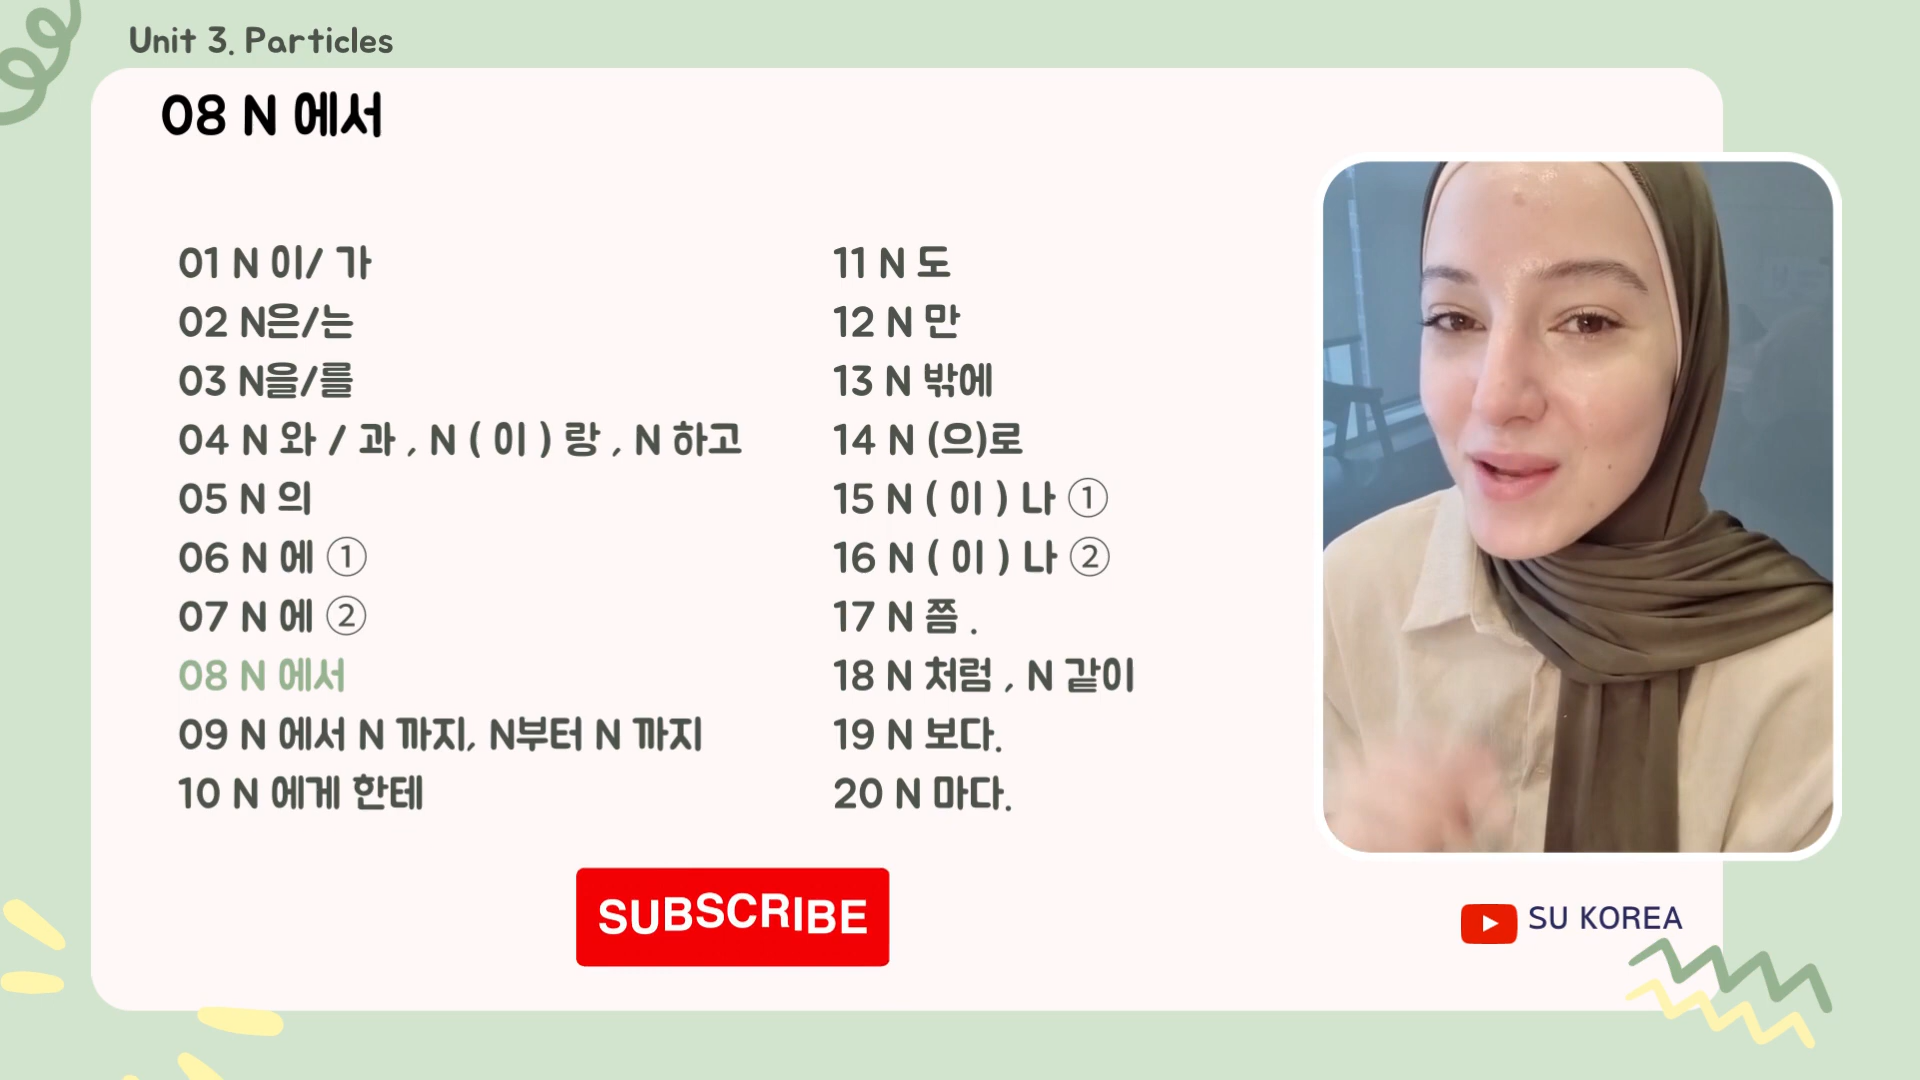 Unit 3. Particles
08 N 에서
01 N 이/ 가
02 N은/는
03 N을/를
04 N 와 / 과 , N ( 이 ) 랑 , N 하고
05 N 의
06 N 에 ①
07 N 에 ②
08 N 에서
09 N 에서 N 까지, N부터 N 까지
10 N 에게 한테
11 N 도
12 N 만
13 N 밖에
14 N (으)로
15 N ( 이 ) 나 ①
16 N ( 이 ) 나 ②
17 N 쯤 .
18 N 처럼 , N 같이
19 N 보다.
20 N 마다.
SUBSCRIBE
SU KOREA